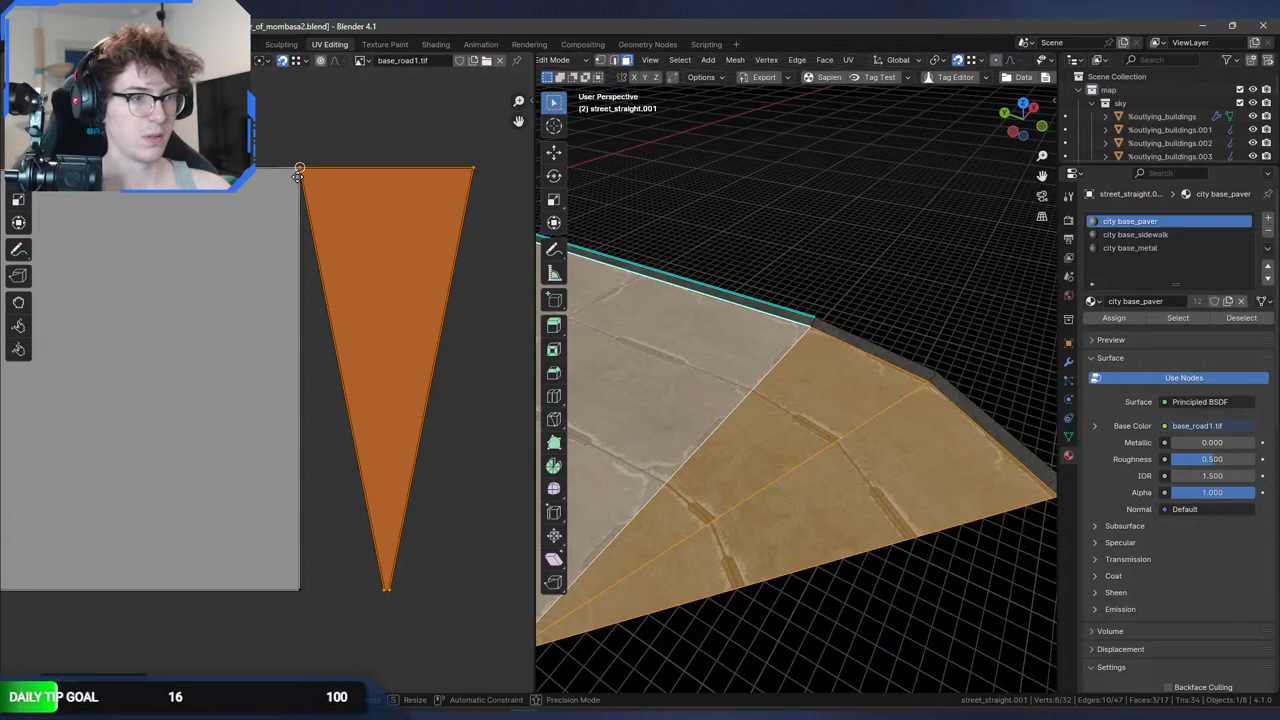 r_of_mombasa2.blend] - Blender 4.1
Sculpting UV Editing Texture Paint Shading Animation Rendering Compositing Geometry Nodes Scripting
Scene ViewLayer
base_road1.tif
Edit Mode View Select Add Mesh Vertex Edge Face UV Global
Options Export Sapien Tag Test Tag Editor Data
X Y Z
User Perspective
(2) street_straight.001
Search
Scene Collection
map
sky
%outlying_buildings
%outlying_buildings.001
%outlying_buildings.002
%outlying_buildings.003
Search
street_straight.0... city base_paver
city base_paver
city base_sidewalk
city base_metal
city base_paver 12
Assign Select Deselect
Preview
Surface
Use Nodes
Surface Principled BSDF
Base Color base_road1.tif
Metallic 0.000
Roughness 0.500
IOR 1.500
Alpha 1.000
Normal Default
Subsurface
Specular
Transmission
Coat
Sheen
Emission
Volume
Displacement
Settings
Backface Culling
DAILY TIP GOAL 16 100
Resize Automatic Constraint Precision Mode
street_straight.001 | Verts:8/32 | Edges:10/47 | Faces:3/17 | Tris:34 | Objects:1/8 | 4.1.0